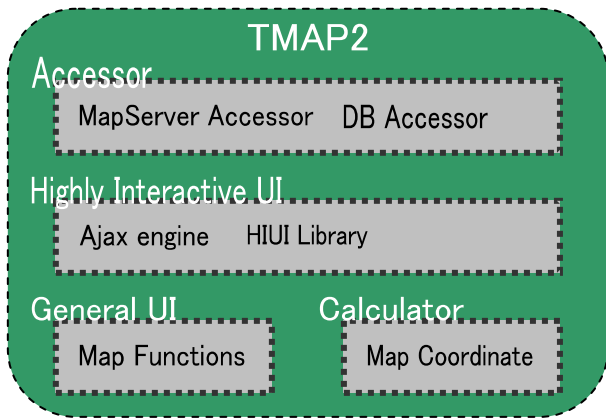 TMAP2
Accessor
MapServer Accessor DB Accessor
Highly Interactive UI
Ajax engine HIUI Library
General UI
Map Functions
Calculator
Map Coordinate